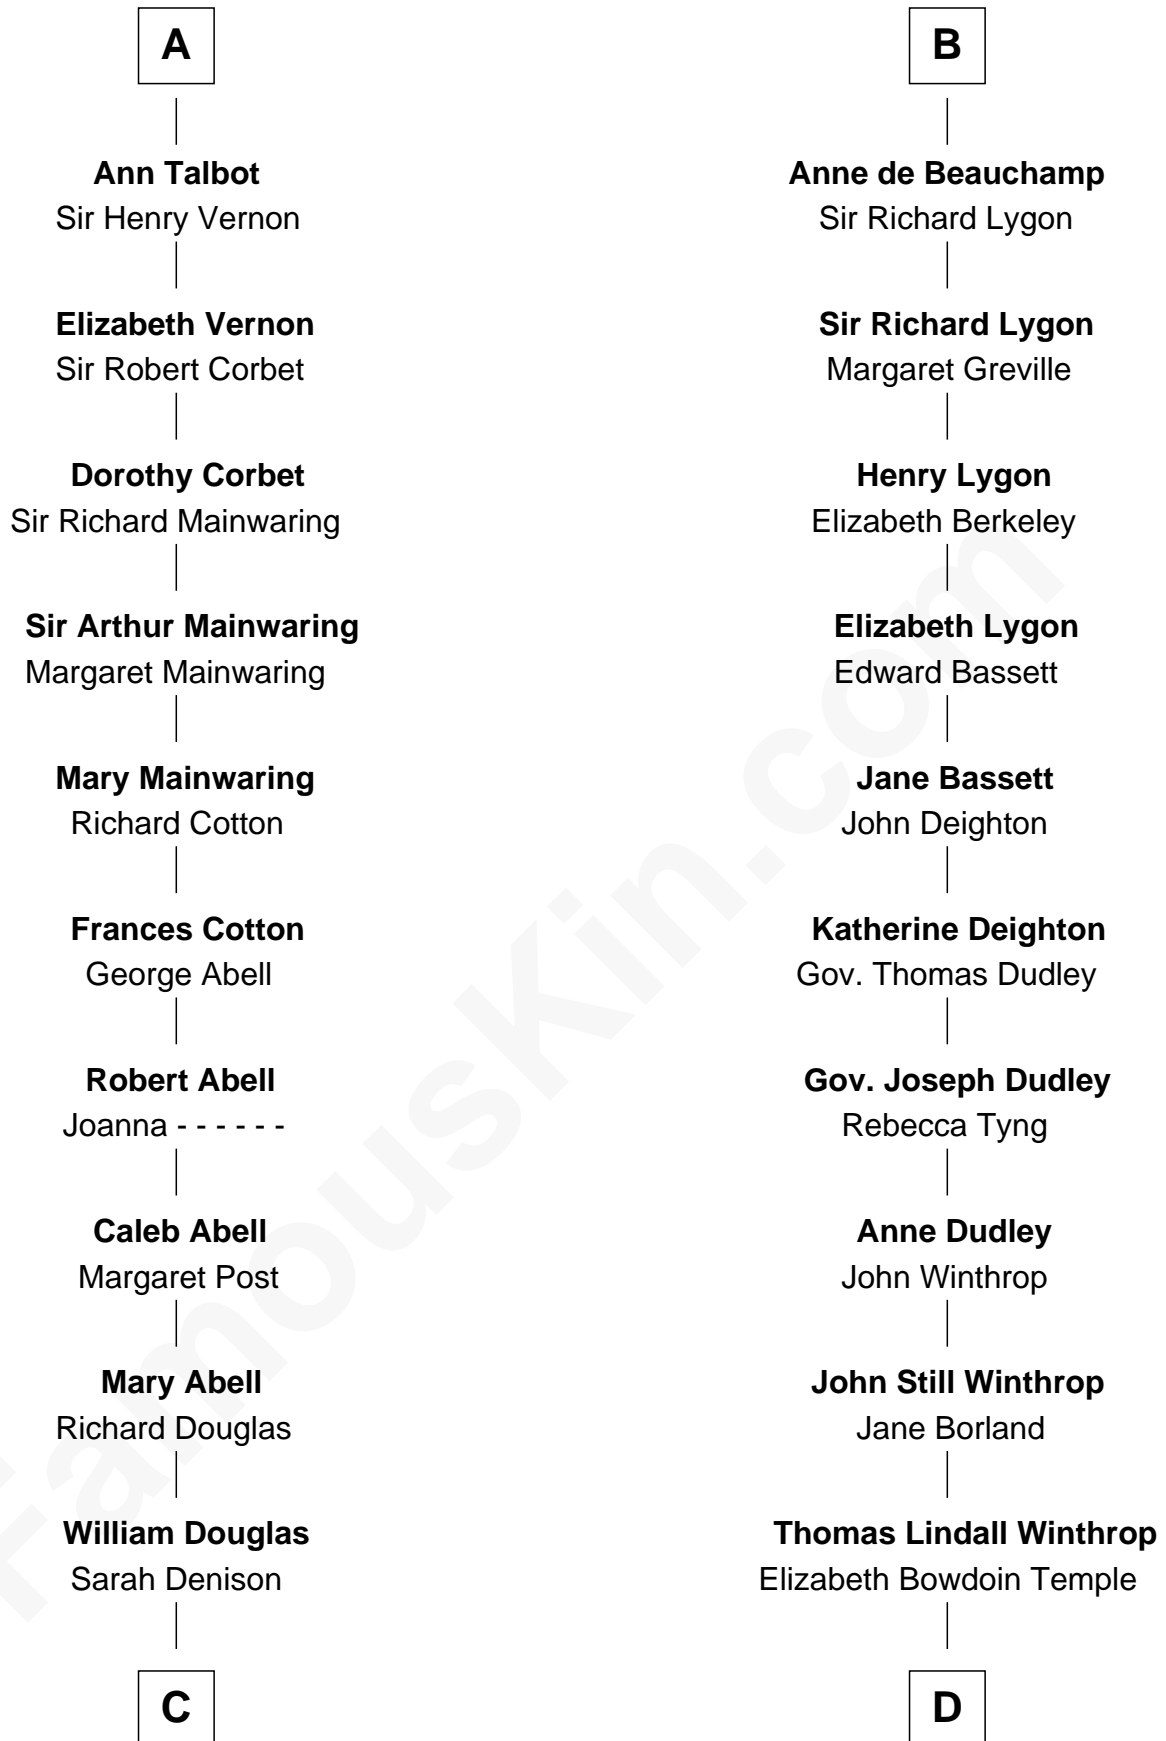 A
Ann Talbot
Sir Henry Vernon
Elizabeth Vernon
Sir Robert Corbet
Dorothy Corbet
Sir Richard Mainwaring
Sir Arthur Mainwaring
Margaret Mainwaring
Mary Mainwaring
Richard Cotton
Frances Cotton
George Abell
Robert Abell
Joanna - - - - - -
Caleb Abell
Margaret Post
Mary Abell
Richard Douglas
William Douglas
Sarah Denison
C
B
Anne de Beauchamp
Sir Richard Lygon
Sir Richard Lygon
Margaret Greville
Henry Lygon
Elizabeth Berkeley
Elizabeth Lygon
Edward Bassett
Jane Bassett
John Deighton
Katherine Deighton
Gov. Thomas Dudley
Gov. Joseph Dudley
Rebecca Tyng
Anne Dudley
John Winthrop
John Still Winthrop
Jane Borland
Thomas Lindall Winthrop
Elizabeth Bowdoin Temple
D
FamousKin.com